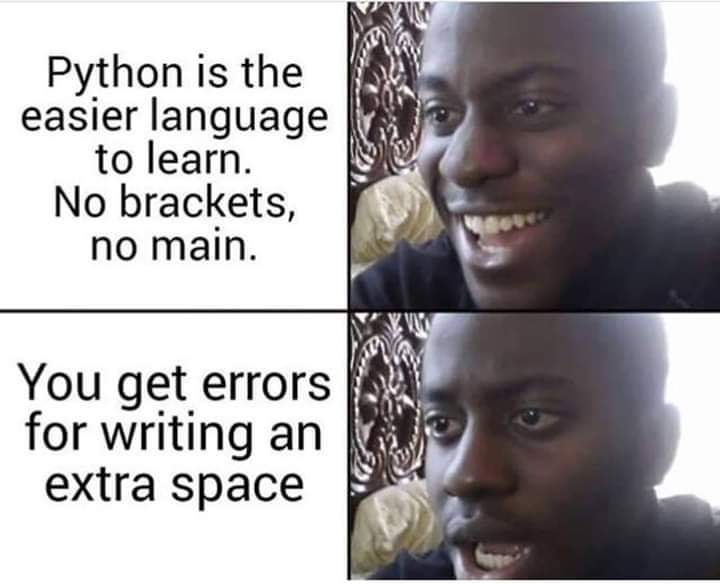 Python is the
easier language
to learn.
No brackets,
no main.
You get errors
for writing an
extra space